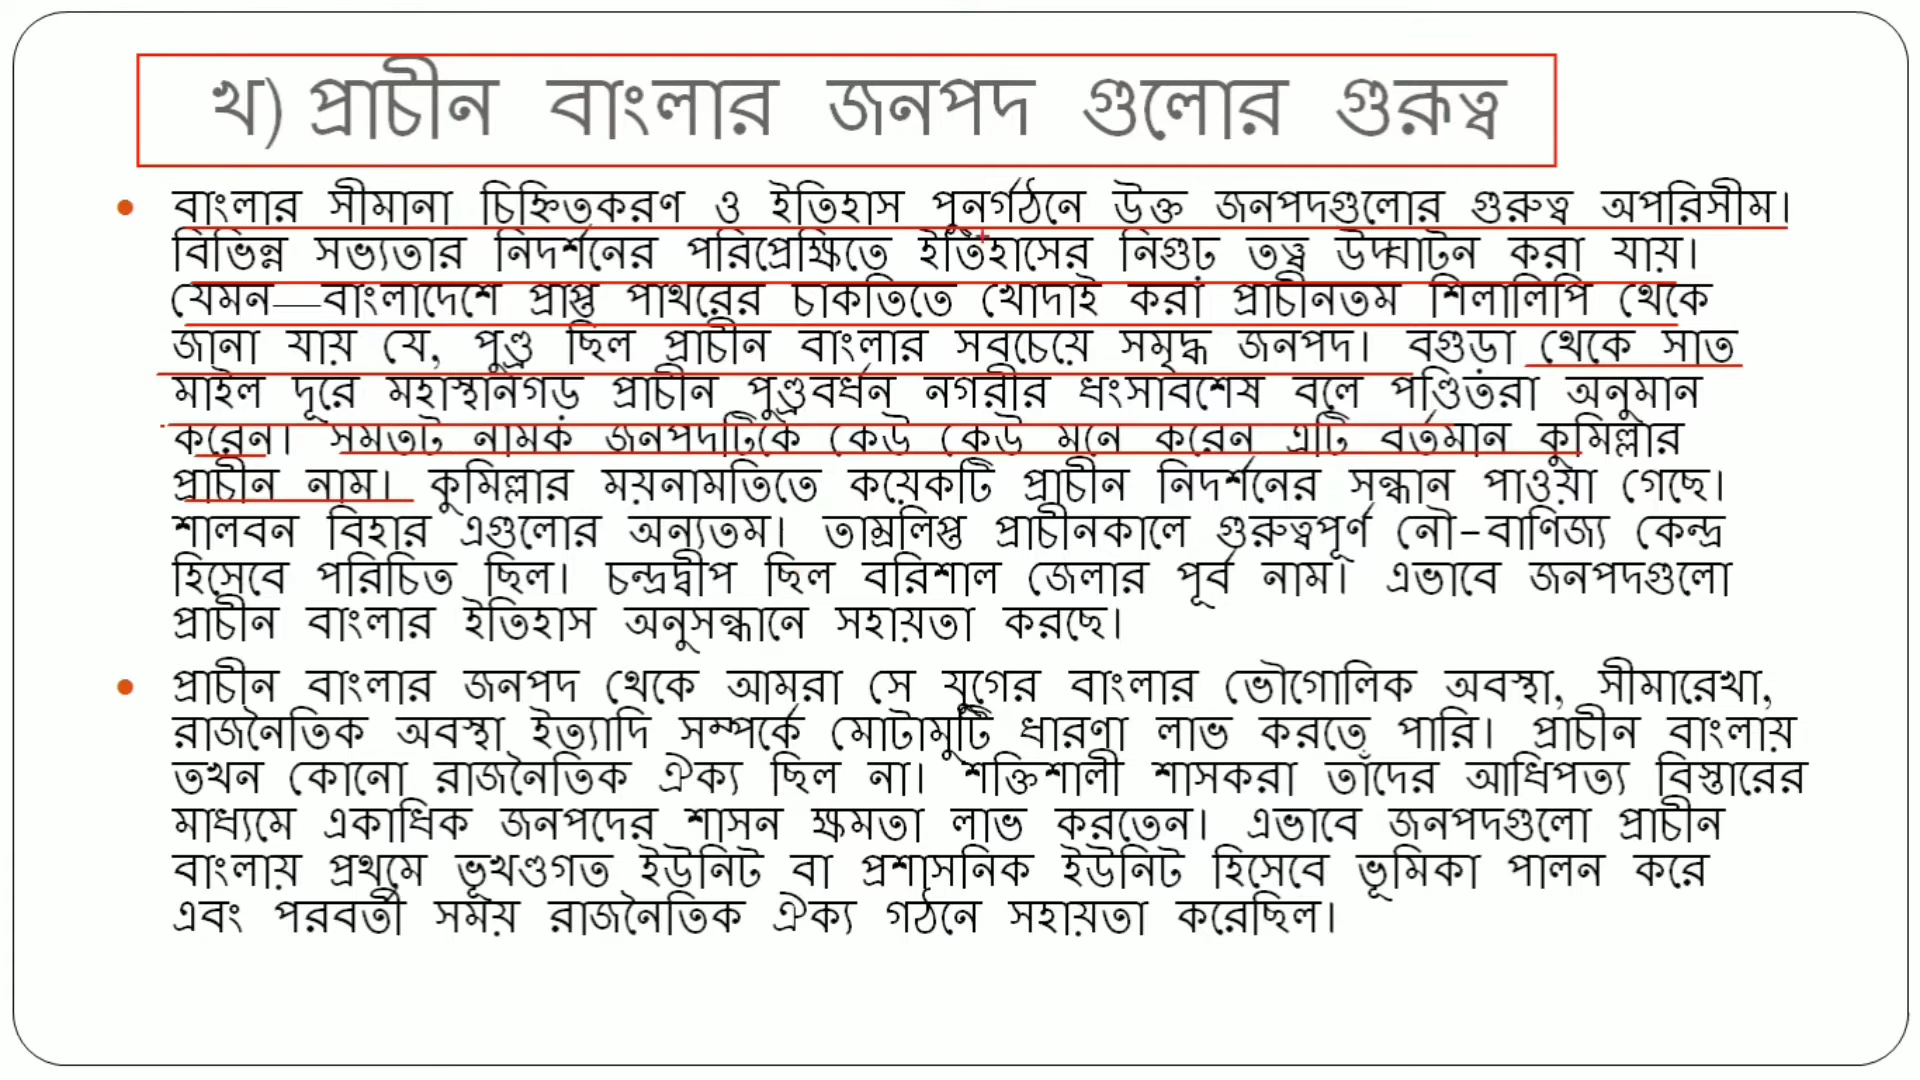 খ) প্রাচীন বাংলার জনপদ গুলোর গুরুত্ব
• বাংলার সীমানা চিহ্নিতকরণ ও ইতিহাস পুনর্গঠনে উক্ত জনপদগুলোর গুরুত্ব অপরিসীম।
বিভিন্ন সভ্যতার নিদর্শনের পরিপ্রেক্ষিতে ইতিহাসের নিগুঢ় তত্ত্ব উদ্ঘাটন করা যায়।
যেমন—বাংলাদেশে প্রাপ্ত পাথরের চাকতিতে খোদাই করা প্রাচীনতম শিলালিপি থেকে
জানা যায় যে, পুণ্ড্র ছিল প্রাচীন বাংলার সবচেয়ে সমৃদ্ধ জনপদ। বগুড়া থেকে সাত
মাইল দূরে মহাস্থানগড় প্রাচীন পুণ্ড্রবর্ধন নগরীর ধংসাবশেষ বলে পণ্ডিতরা অনুমান
করেন। সমতট নামক জনপদটিকে কেউ কেউ মনে করেন এটি বর্তমান কুমিল্লার
প্রাচীন নাম। কুমিল্লার ময়নামতিতে কয়েকটি প্রাচীন নিদর্শনের সন্ধান পাওয়া গেছে।
শালবন বিহার এগুলোর অন্যতম। তাম্রলিপ্ত প্রাচীনকালে গুরুত্বপূর্ণ নৌ-বাণিজ্য কেন্দ্র
হিসেবে পরিচিত ছিল। চন্দ্রদ্বীপ ছিল বরিশাল জেলার পূর্ব নাম। এভাবে জনপদগুলো
প্রাচীন বাংলার ইতিহাস অনুসন্ধানে সহায়তা করছে।
• প্রাচীন বাংলার জনপদ থেকে আমরা সে যুগের বাংলার ভৌগোলিক অবস্থা, সীমারেখা,
রাজনৈতিক অবস্থা ইত্যাদি সম্পর্কে মোটামুটি ধারণা লাভ করতে পারি। প্রাচীন বাংলায়
তখন কোনো রাজনৈতিক ঐক্য ছিল না। শক্তিশালী শাসকরা তাঁদের আধিপত্য বিস্তারের
মাধ্যমে একাধিক জনপদের শাসন ক্ষমতা লাভ করতেন। এভাবে জনপদগুলো প্রাচীন
বাংলায় প্রথমে ভূখণ্ডগত ইউনিট বা প্রশাসনিক ইউনিট হিসেবে ভূমিকা পালন করে
এবং পরবর্তী সময় রাজনৈতিক ঐক্য গঠনে সহায়তা করেছিল।